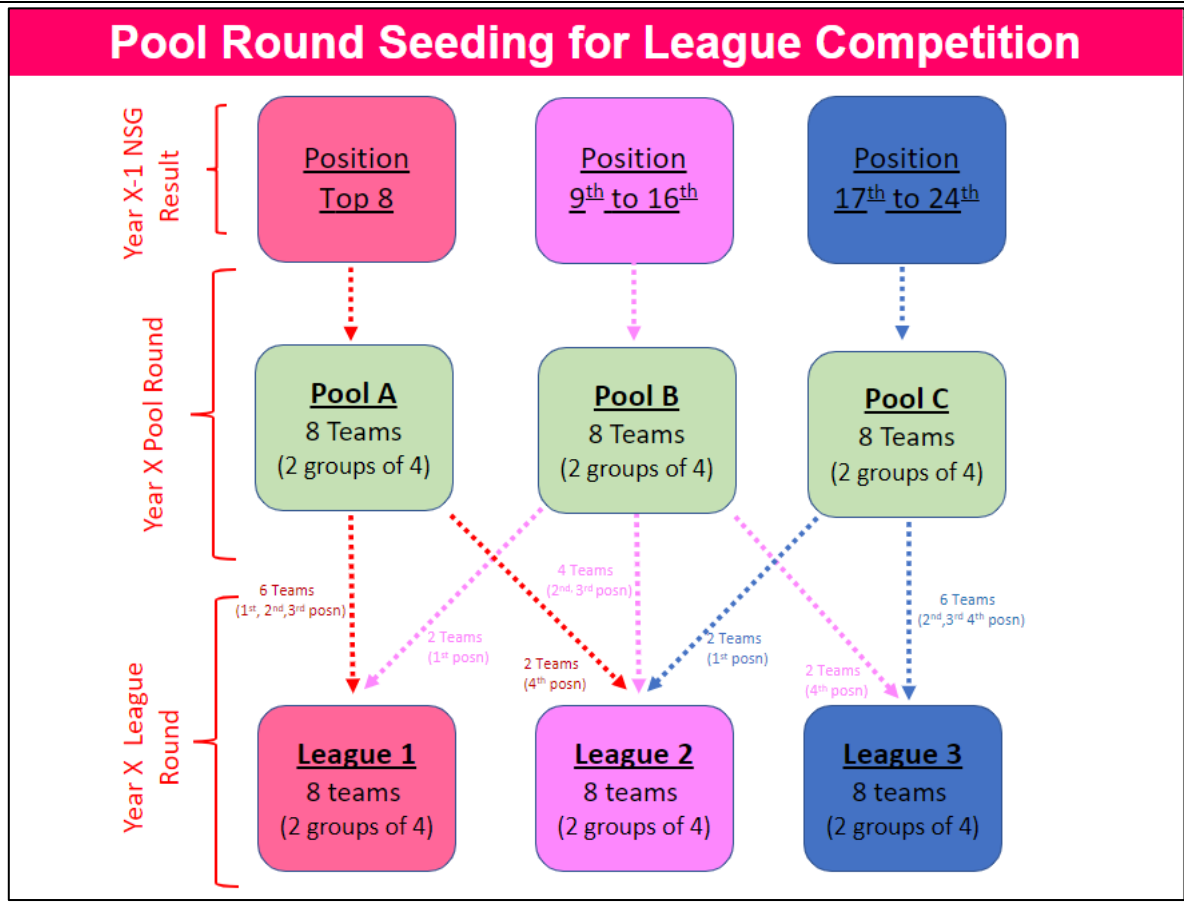 Pool Round Seeding for League Competition
Year X-1 NSG
Result
Position
Top 8
Position
9th to 16th
Position
17th to 24th
Year X Pool Round
Pool A
8 Teams
(2 groups of 4)
Pool B
8 Teams
(2 groups of 4)
Pool C
8 Teams
(2 groups of 4)
6 Teams
(1st, 2nd,3rd posn)
2 Teams
(1st posn)
4 Teams
(2nd, 3rd posn)
2 Teams
(4th posn)
2 Teams
(1st posn)
2 Teams
(4th posn)
6 Teams
(2nd,3rd 4th posn)
Year X League
Round
League 1
8 teams
(2 groups of 4)
League 2
8 teams
(2 groups of 4)
League 3
8 teams
(2 groups of 4)